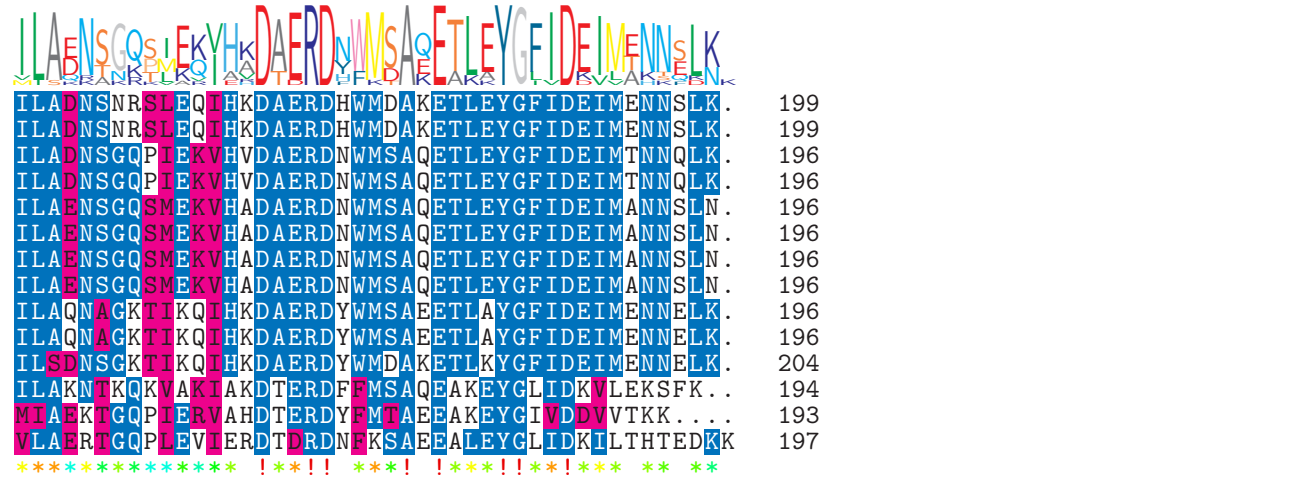 ILADNSNRSLEQIHKDAERDHWMDAKETLEYGFIDEIMENNSLK. 199
ILADNSNRSLEQIHKDAERDHWMDAKETLEYGFIDEIMENNSLK. 199
ILADNSGQPIEKVHVDAERDNWMSAQETLEYGFIDEIMTNNQLK. 196
ILADNSGQPIEKVHVDAERDNWMSAQETLEYGFIDEIMTNNQLK. 196
ILAENSGQSMEKVHADAERDNWMSAQETLEYGFIDEIMANNSLN. 196
ILAENSGQSMEKVHADAERDNWMSAQETLEYGFIDEIMANNSLN. 196
ILAENSGQSMEKVHADAERDNWMSAQETLEYGFIDEIMANNSLN. 196
ILAENSGQSMEKVHADAERDNWMSAQETLEYGFIDEIMANNSLN. 196
ILAQNAGKTIKQIHKDAERDYWMSAEETLAYGFIDEIMENNELK. 196
ILAQNAGKTIKQIHKDAERDYWMSAEETLAYGFIDEIMENNELK. 196
ILSDNSGKTIKQIHKDAERDYWMDAKETLKYGFIDEIMENNELK. 204
ILAKNTKQKVAKIAKDTERDFFMSAQEAKEYGLIDKVLEKSFK.. 194
MIAEKTGQPIERVAHDTERDYFMTAEEAKEYGIVDDVVTKK.... 193
VLAERTGQPLEVIERDTDRDNFKSAEEALEYGLIDKILTHTEDKK 197
************** !**!! ***! !***!!**!*** ** **